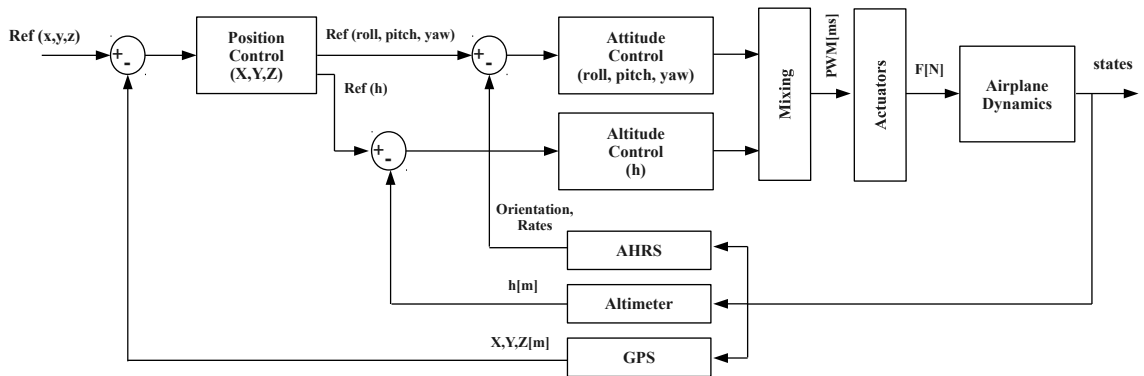 Ref (x,y,z)
+
-
Position
Control
(X,Y,Z)
Ref (roll, pitch, yaw)
Ref (h)
+
-
+
-
Attitude
Control
(roll, pitch, yaw)
Altitude
Control
(h)
Mixing
PWM[ms]
Actuators
F[N]
Airplane
Dynamics
states
Orientation,
Rates
AHRS
h[m]
Altimeter
X,Y,Z[m]
GPS